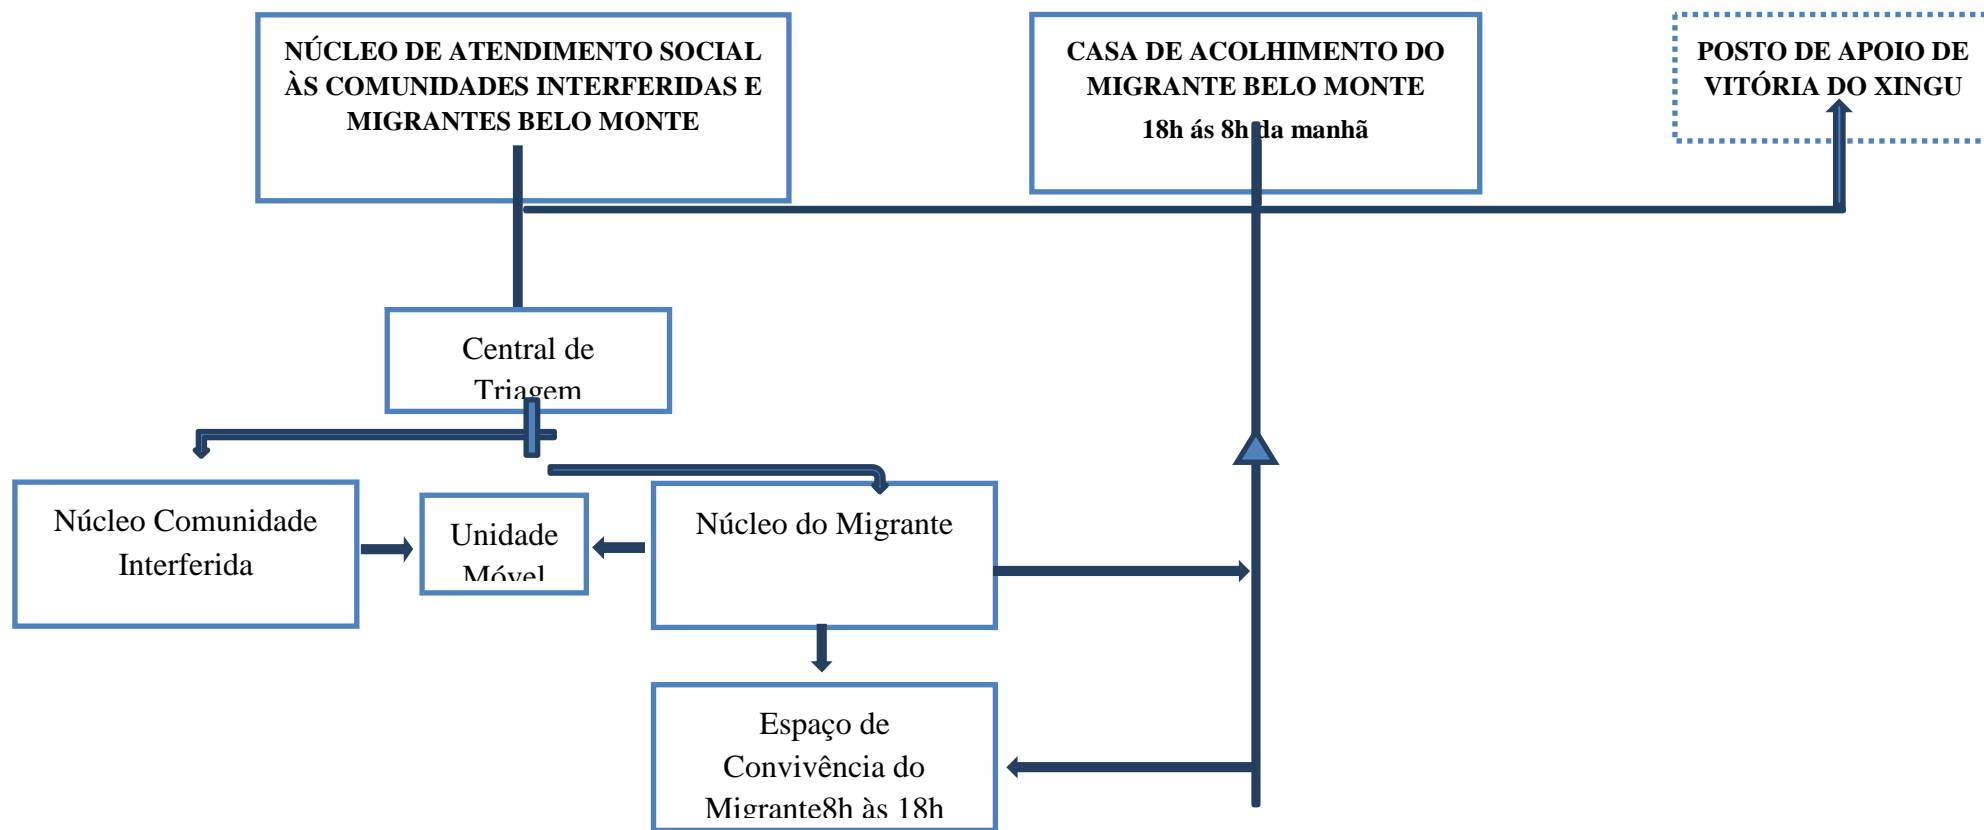 NÚCLEO DE ATENDIMENTO SOCIAL
ÀS COMUNIDADES INTERFERIDAS E
MIGRANTES BELO MONTE
CASA DE ACOLHIMENTO DO
MIGRANTE BELO MONTE
18h ás 8h da manhã
POSTO DE APOIO DE
VITÓRIA DO XINGU
Central de
Triagem
Núcleo Comunidade
Interferida
Unidade
Móvel
Núcleo do Migrante
Espaço de
Convivência do
Migrante8h às 18h